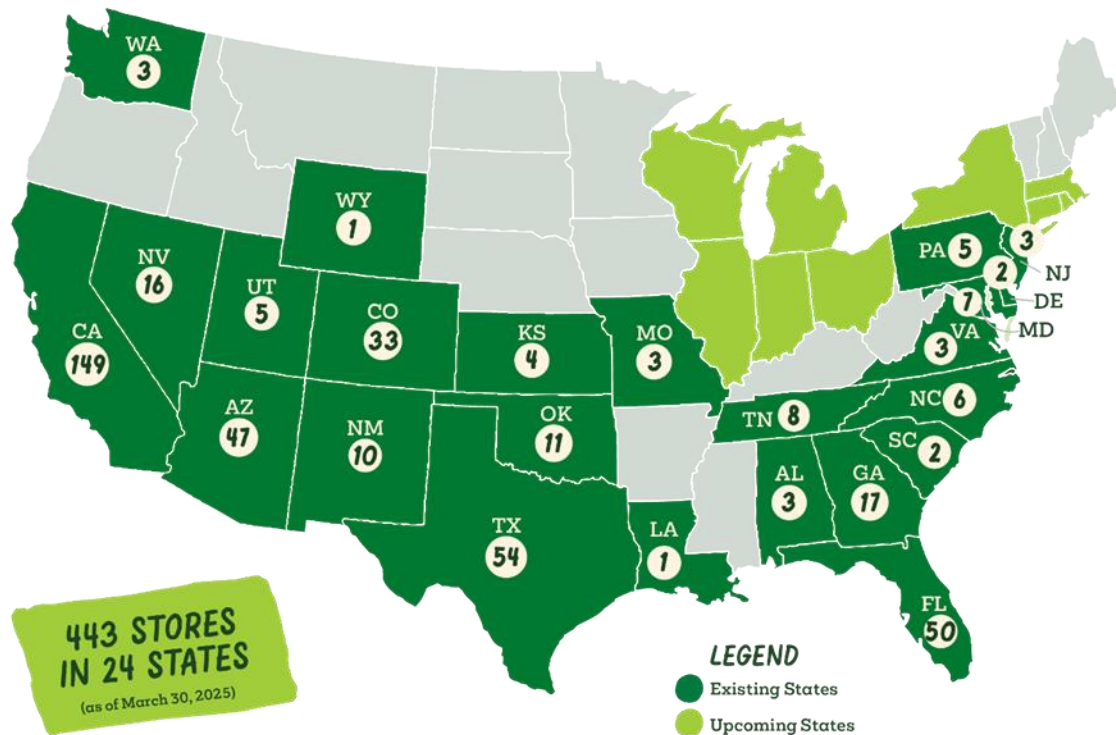 WA
3
WY
1
NV
16
UT
5
CO
33
CA
149
KS
4
MO
3
AZ
47
NM
10
OK
11
TX
54
LA
1
TN 8
AL
3
GA
17
SC
2
NC 6
VA
3
PA 5
3
NJ
2
DE
7
MD
FL
50
443 STORES
IN 24 STATES
(as of March 30, 2025)
LEGEND
Existing States
Upcoming States